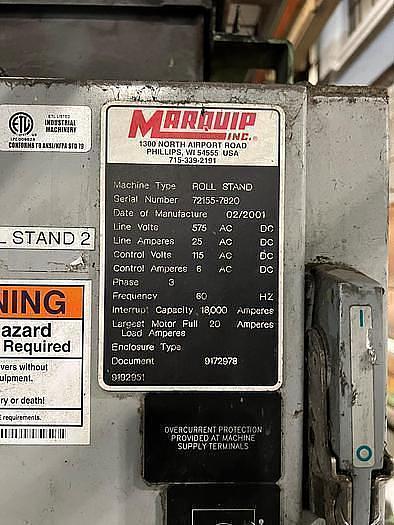 ETL LISTED
INDUSTRIAL
MACHINERY
CONFORMS TO ANSI/NFPA STD 79
MARQUIP
INC.®
1300 NORTH AIRPORT ROAD
PHILLIPS, WI 54555 USA
715-339-2191
Machine Type ROLL STAND
Serial Number 72155-7820
Date of Manufacture 02/2001
Line Volts 575 AC DC
Line Amperes 25 AC DC
Control Volts 115 AC DC
Control Amperes 6 AC DC
Phase 3
Frequency 60 HZ
Interrupt Capacity 18,000 Amperes
Largest Motor Full 20 Amperes
Load Amperes
Enclosure Type
Document 9172978
9192951
L STAND 2
NING
azard
Required
vers without
uipment.
ry or death!
E requirements.
OVERCURRENT PROTECTION
PROVIDED AT MACHINE
SUPPLY TERMINALS
I
O